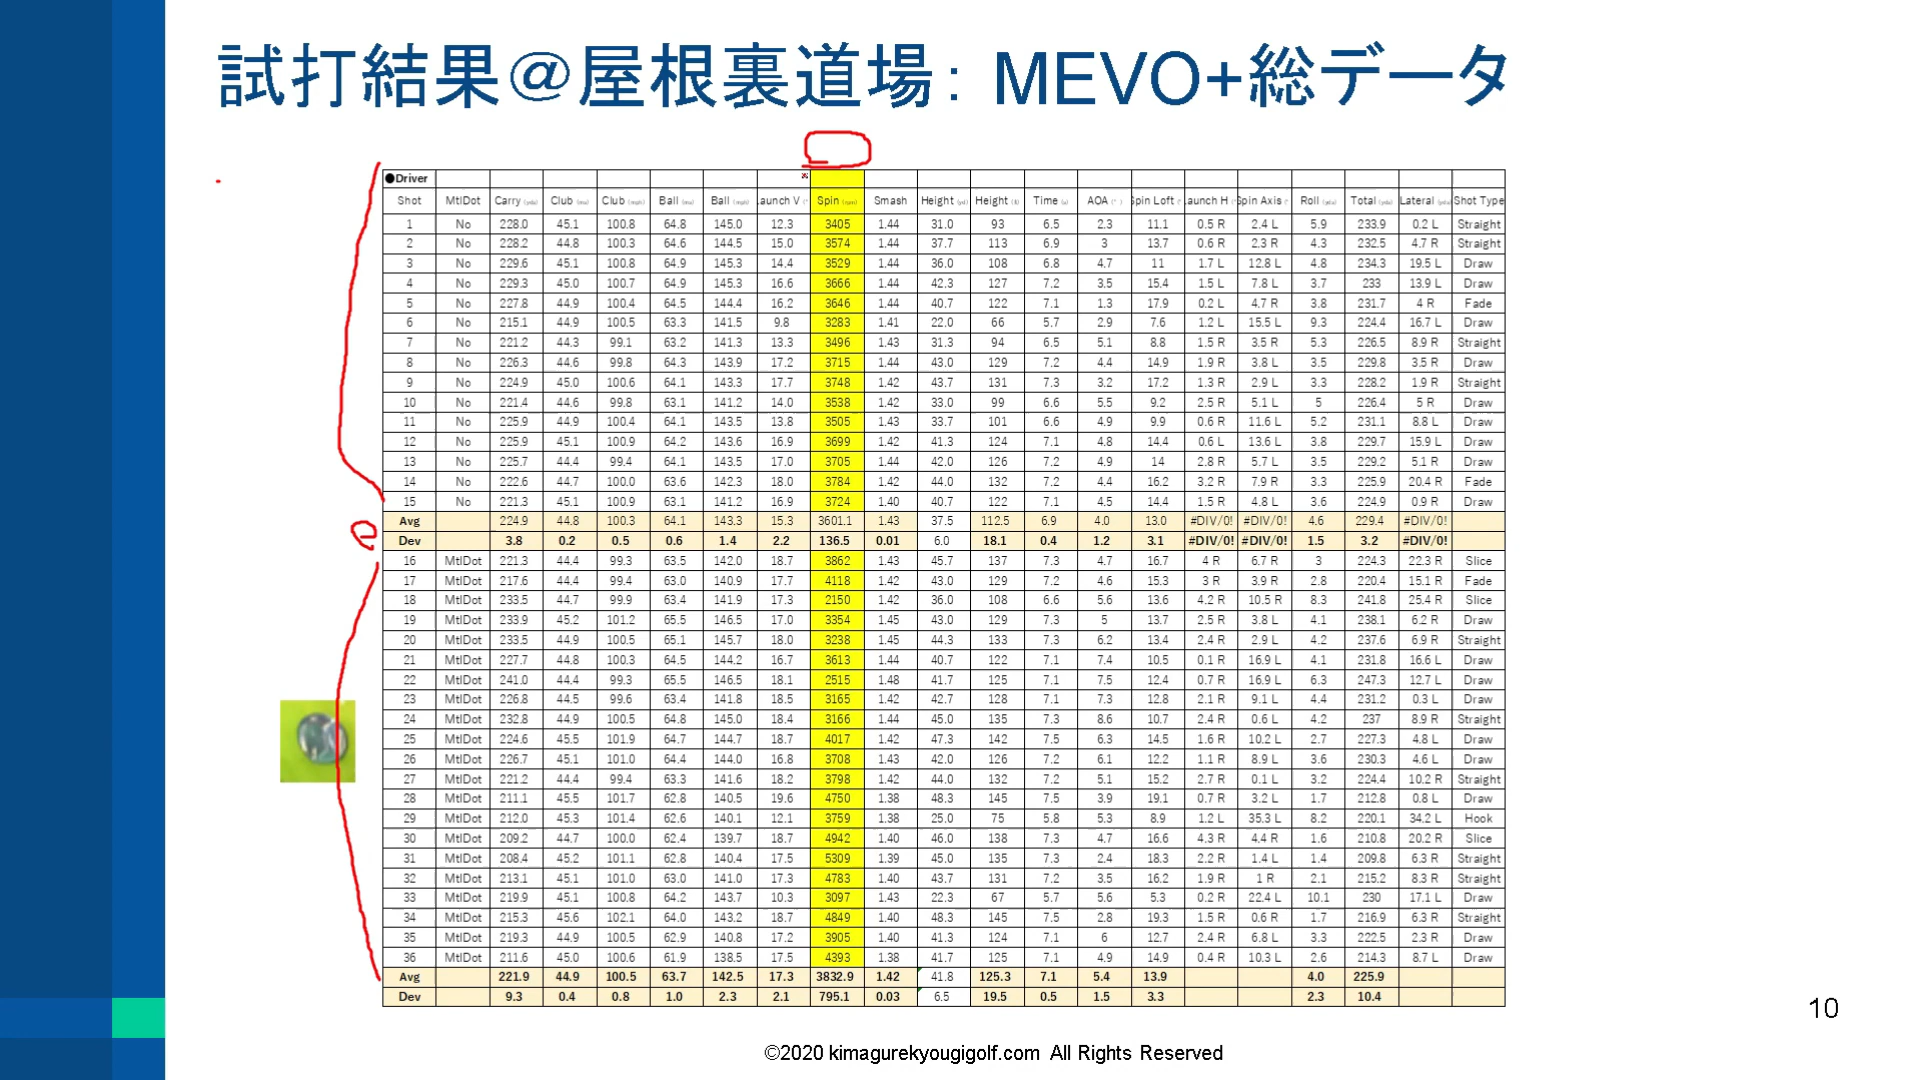 試打結果＠屋根裏道場： MEVO+総データ
●Driver
Shot MtlDot Carry Club Club Ball Ball aunch V Spin Smash Height Height Time AOA Spin Loft aunch H Spin Axis Roll Total Lateral Shot Type
1 No 228.0 45.1 100.8 64.8 145.0 12.3 3405 1.44 31.0 93 6.5 2.3 11.1 0.5 R 2.4 L 5.9 233.9 0.2 L Straight
2 No 228.2 44.8 100.3 64.6 144.5 15.0 3574 1.44 37.7 113 6.9 3 13.7 0.6 R 2.3 R 4.3 232.5 4.7 R Straight
3 No 229.6 45.1 100.8 64.9 145.3 14.4 3529 1.44 36.0 108 6.8 4.7 11 1.7 L 12.8 L 4.8 234.3 19.5 L Draw
4 No 229.3 45.0 100.7 64.9 145.3 16.6 3666 1.44 42.3 127 7.2 3.5 15.4 1.5 L 7.8 L 3.7 233 13.9 L Draw
5 No 227.8 44.9 100.4 64.5 144.4 16.2 3646 1.44 40.7 122 7.1 1.3 17.9 0.2 L 4.7 R 3.8 231.7 4 R Fade
6 No 215.1 44.9 100.5 63.3 141.5 9.8 3283 1.41 22.0 66 5.7 2.9 7.6 1.2 L 15.5 L 9.3 224.4 16.7 L Draw
7 No 221.2 44.3 99.1 63.2 141.3 13.3 3496 1.43 31.3 94 6.5 5.1 8.8 1.5 R 3.5 R 5.3 226.5 8.9 R Straight
8 No 226.3 44.6 99.8 64.3 143.9 17.2 3715 1.44 43.0 129 7.2 4.4 14.9 1.9 R 3.8 L 3.5 229.8 3.5 R Draw
9 No 224.9 45.0 100.6 64.1 143.3 17.7 3748 1.42 43.7 131 7.3 3.2 17.2 1.3 R 2.9 L 3.3 228.2 1.9 R Straight
10 No 221.4 44.6 99.8 63.1 141.2 14.0 3538 1.42 33.0 99 6.6 5.5 9.2 2.5 R 5.1 L 5 226.4 5 R Draw
11 No 225.9 44.9 100.4 64.1 143.5 13.8 3505 1.43 33.7 101 6.6 4.9 9.9 0.6 R 11.6 L 5.2 231.1 8.8 L Draw
12 No 225.9 45.1 100.9 64.2 143.6 16.9 3699 1.42 41.3 124 7.1 4.8 14.4 0.6 L 13.6 L 3.8 229.7 15.9 L Draw
13 No 225.7 44.4 99.4 64.1 143.5 17.0 3705 1.44 42.0 126 7.2 4.9 14 2.8 R 5.7 L 3.5 229.2 5.1 R Draw
14 No 222.6 44.7 100.0 63.6 142.3 18.0 3784 1.42 44.0 132 7.2 4.4 16.2 3.2 R 7.9 R 3.3 225.9 20.4 R Fade
15 No 221.3 45.1 100.9 63.1 141.2 16.9 3724 1.40 40.7 122 7.1 4.5 14.4 1.5 R 4.8 L 3.6 224.9 0.9 R Draw
Avg 224.9 44.8 100.3 64.1 143.3 15.3 3601.1 1.43 37.5 112.5 6.9 4.0 13.0 #DIV/0! #DIV/0! 4.6 229.4 #DIV/0!
Dev 3.8 0.2 0.5 0.6 1.4 2.2 136.5 0.01 6.0 18.1 0.4 1.2 3.1 #DIV/0! #DIV/0! 1.5 3.2 #DIV/0!
16 MtlDot 221.3 44.4 99.3 63.5 142.0 18.7 3862 1.43 45.7 137 7.3 4.7 16.7 4 R 6.7 R 3 224.3 22.3 R Slice
17 MtlDot 217.6 44.4 99.4 63.0 140.9 17.7 4118 1.42 43.0 129 7.2 4.6 15.3 3 R 3.9 R 2.8 220.4 15.1 R Fade
18 MtlDot 233.5 44.7 99.9 63.4 141.9 17.3 2150 1.42 36.0 108 6.6 5.6 13.6 4.2 R 10.5 R 8.3 241.8 25.4 R Slice
19 MtlDot 233.9 45.2 101.2 65.5 146.5 17.0 3354 1.45 43.0 129 7.3 5 13.7 2.5 R 3.8 L 4.1 238.1 6.2 R Draw
20 MtlDot 233.5 44.9 100.5 65.1 145.7 18.0 3238 1.45 44.3 133 7.3 6.2 13.4 2.4 R 2.9 L 4.2 237.6 6.9 R Straight
21 MtlDot 227.7 44.8 100.3 64.5 144.2 16.7 3613 1.44 40.7 122 7.1 7.4 10.5 0.1 R 16.9 L 4.1 231.8 16.6 L Draw
22 MtlDot 241.0 44.4 99.3 65.5 146.5 18.1 2515 1.48 41.7 125 7.1 7.5 12.4 0.7 R 16.9 L 6.3 247.3 12.7 L Draw
23 MtlDot 226.8 44.5 99.6 63.4 141.8 18.5 3165 1.42 42.7 128 7.1 7.3 12.8 2.1 R 9.1 L 4.4 231.2 0.3 L Draw
24 MtlDot 232.8 44.9 100.5 64.8 145.0 18.4 3166 1.44 45.0 135 7.3 8.6 10.7 2.4 R 0.6 L 4.2 237 8.9 R Straight
25 MtlDot 224.6 45.5 101.9 64.7 144.7 18.7 4017 1.42 47.3 142 7.5 6.3 14.5 1.6 R 10.2 L 2.7 227.3 4.8 L Draw
26 MtlDot 226.7 45.1 101.0 64.4 144.0 16.8 3708 1.43 42.0 126 7.2 6.1 12.2 1.1 R 8.9 L 3.6 230.3 4.6 L Draw
27 MtlDot 221.2 44.4 99.4 63.3 141.6 18.2 3798 1.42 44.0 132 7.2 5.1 15.2 2.7 R 0.1 L 3.2 224.4 10.2 R Straight
28 MtlDot 211.1 45.5 101.7 62.8 140.5 19.6 4750 1.38 48.3 145 7.5 3.9 19.1 0.7 R 3.2 L 1.7 212.8 0.8 L Draw
29 MtlDot 212.0 45.3 101.4 62.6 140.1 12.1 3759 1.38 25.0 75 5.8 5.3 8.9 1.2 L 35.3 L 8.2 220.1 34.2 L Hook
30 MtlDot 209.2 44.7 100.0 62.4 139.7 18.7 4942 1.40 46.0 138 7.3 4.7 16.6 4.3 R 4.4 R 1.6 210.8 20.2 R Slice
31 MtlDot 208.4 45.2 101.1 62.8 140.4 17.5 5309 1.39 45.0 135 7.3 2.4 18.3 2.2 R 1.4 L 1.4 209.8 6.3 R Straight
32 MtlDot 213.1 45.1 101.0 63.0 141.0 17.3 4783 1.40 43.7 131 7.2 3.5 16.2 1.9 R 1 R 2.1 215.2 8.3 R Straight
33 MtlDot 219.9 45.1 100.8 64.2 143.7 10.3 3097 1.43 22.3 67 5.7 5.6 5.3 0.2 R 22.4 L 10.1 230 17.1 L Draw
34 MtlDot 215.3 45.6 102.1 64.0 143.2 18.7 4849 1.40 48.3 145 7.5 2.8 19.3 1.5 R 0.6 R 1.7 216.9 6.3 R Straight
35 MtlDot 219.3 44.9 100.5 62.9 140.8 17.2 3905 1.40 41.3 124 7.1 6 12.7 2.4 R 6.8 L 3.3 222.5 2.3 R Draw
36 MtlDot 211.6 45.0 100.6 61.9 138.5 17.5 4393 1.38 41.7 125 7.1 4.9 14.9 0.4 R 10.3 L 2.6 214.3 8.7 L Draw
Avg 221.9 44.9 100.5 63.7 142.5 17.3 3832.9 1.42 41.8 125.3 7.1 5.4 13.9 4.0 225.9
Dev 9.3 0.4 0.8 1.0 2.3 2.1 795.1 0.03 6.5 19.5 0.5 1.5 3.3 2.3 10.4
10
©2020 kimagurekyougigolf.com All Rights Reserved